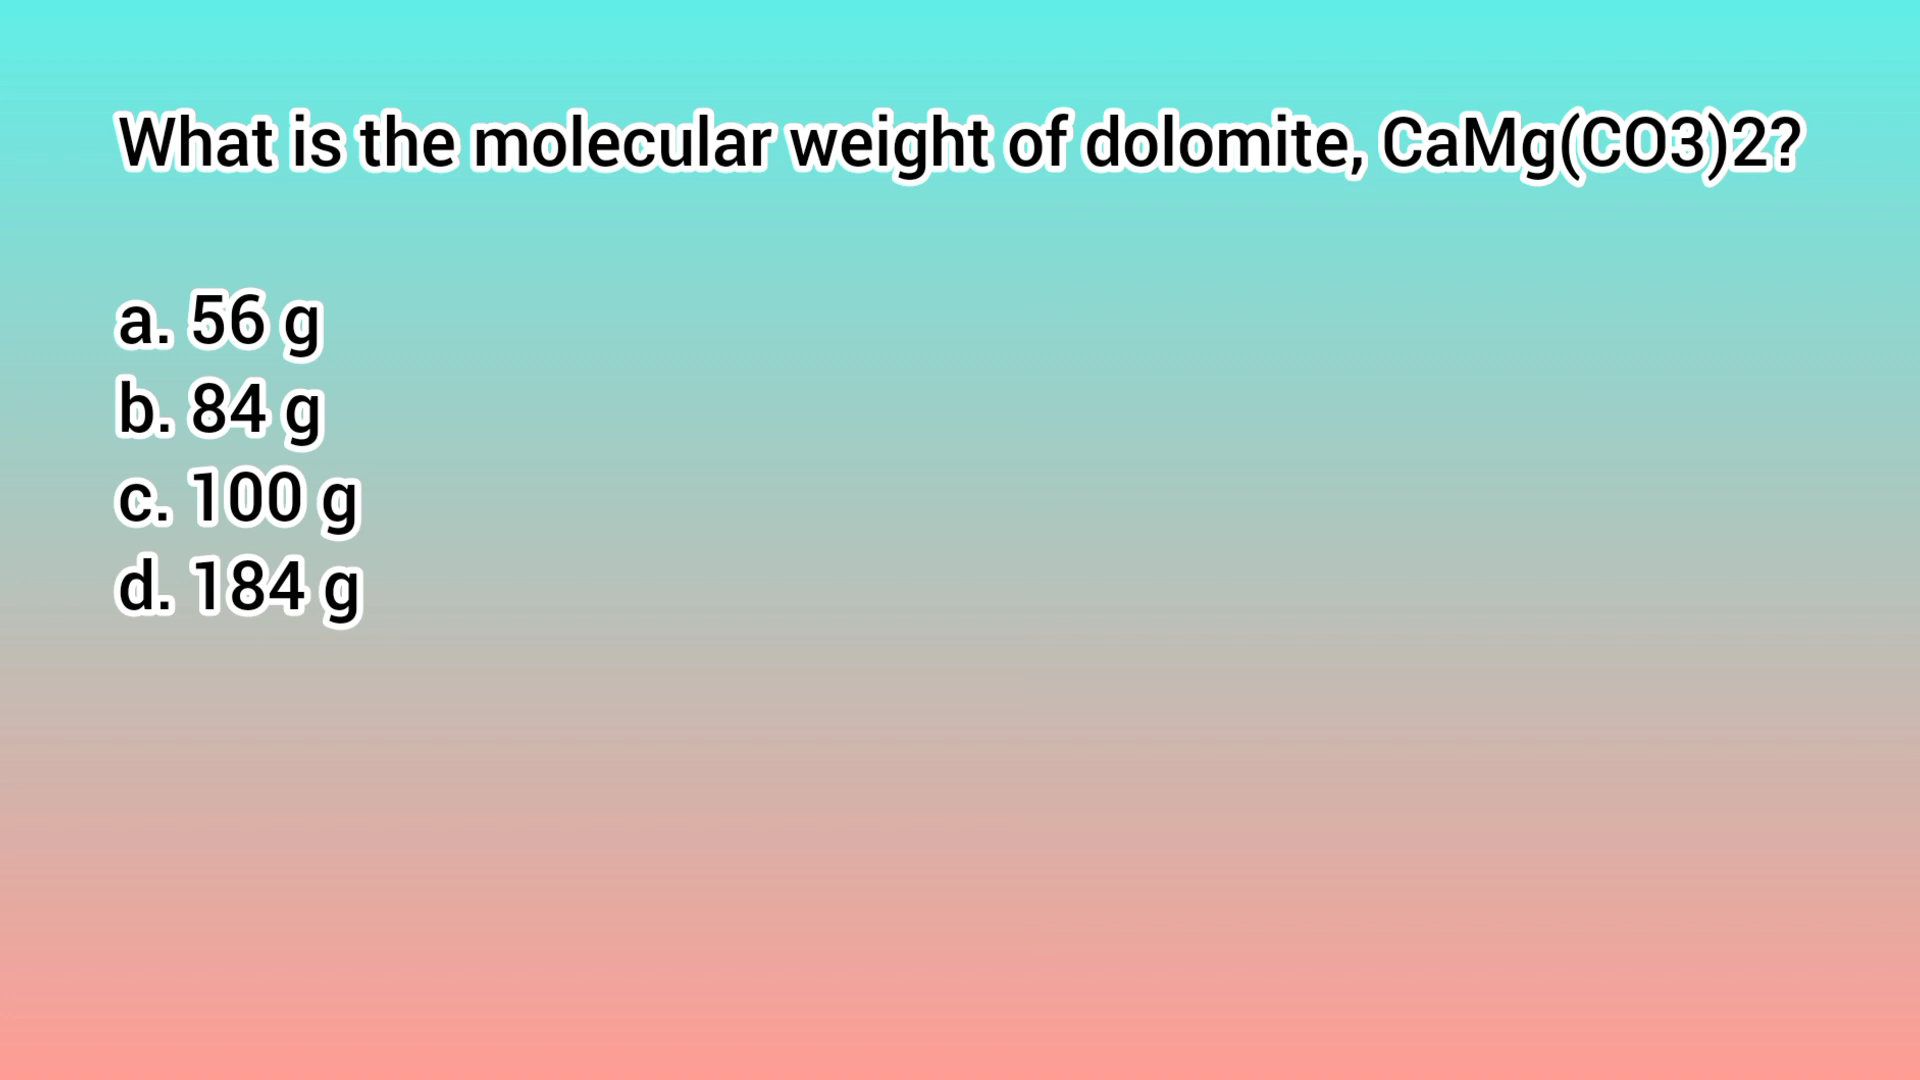 What is the molecular weight of dolomite, CaMg(CO3)2?
a. 56 g
b. 84 g
c. 100 g
d. 184 g